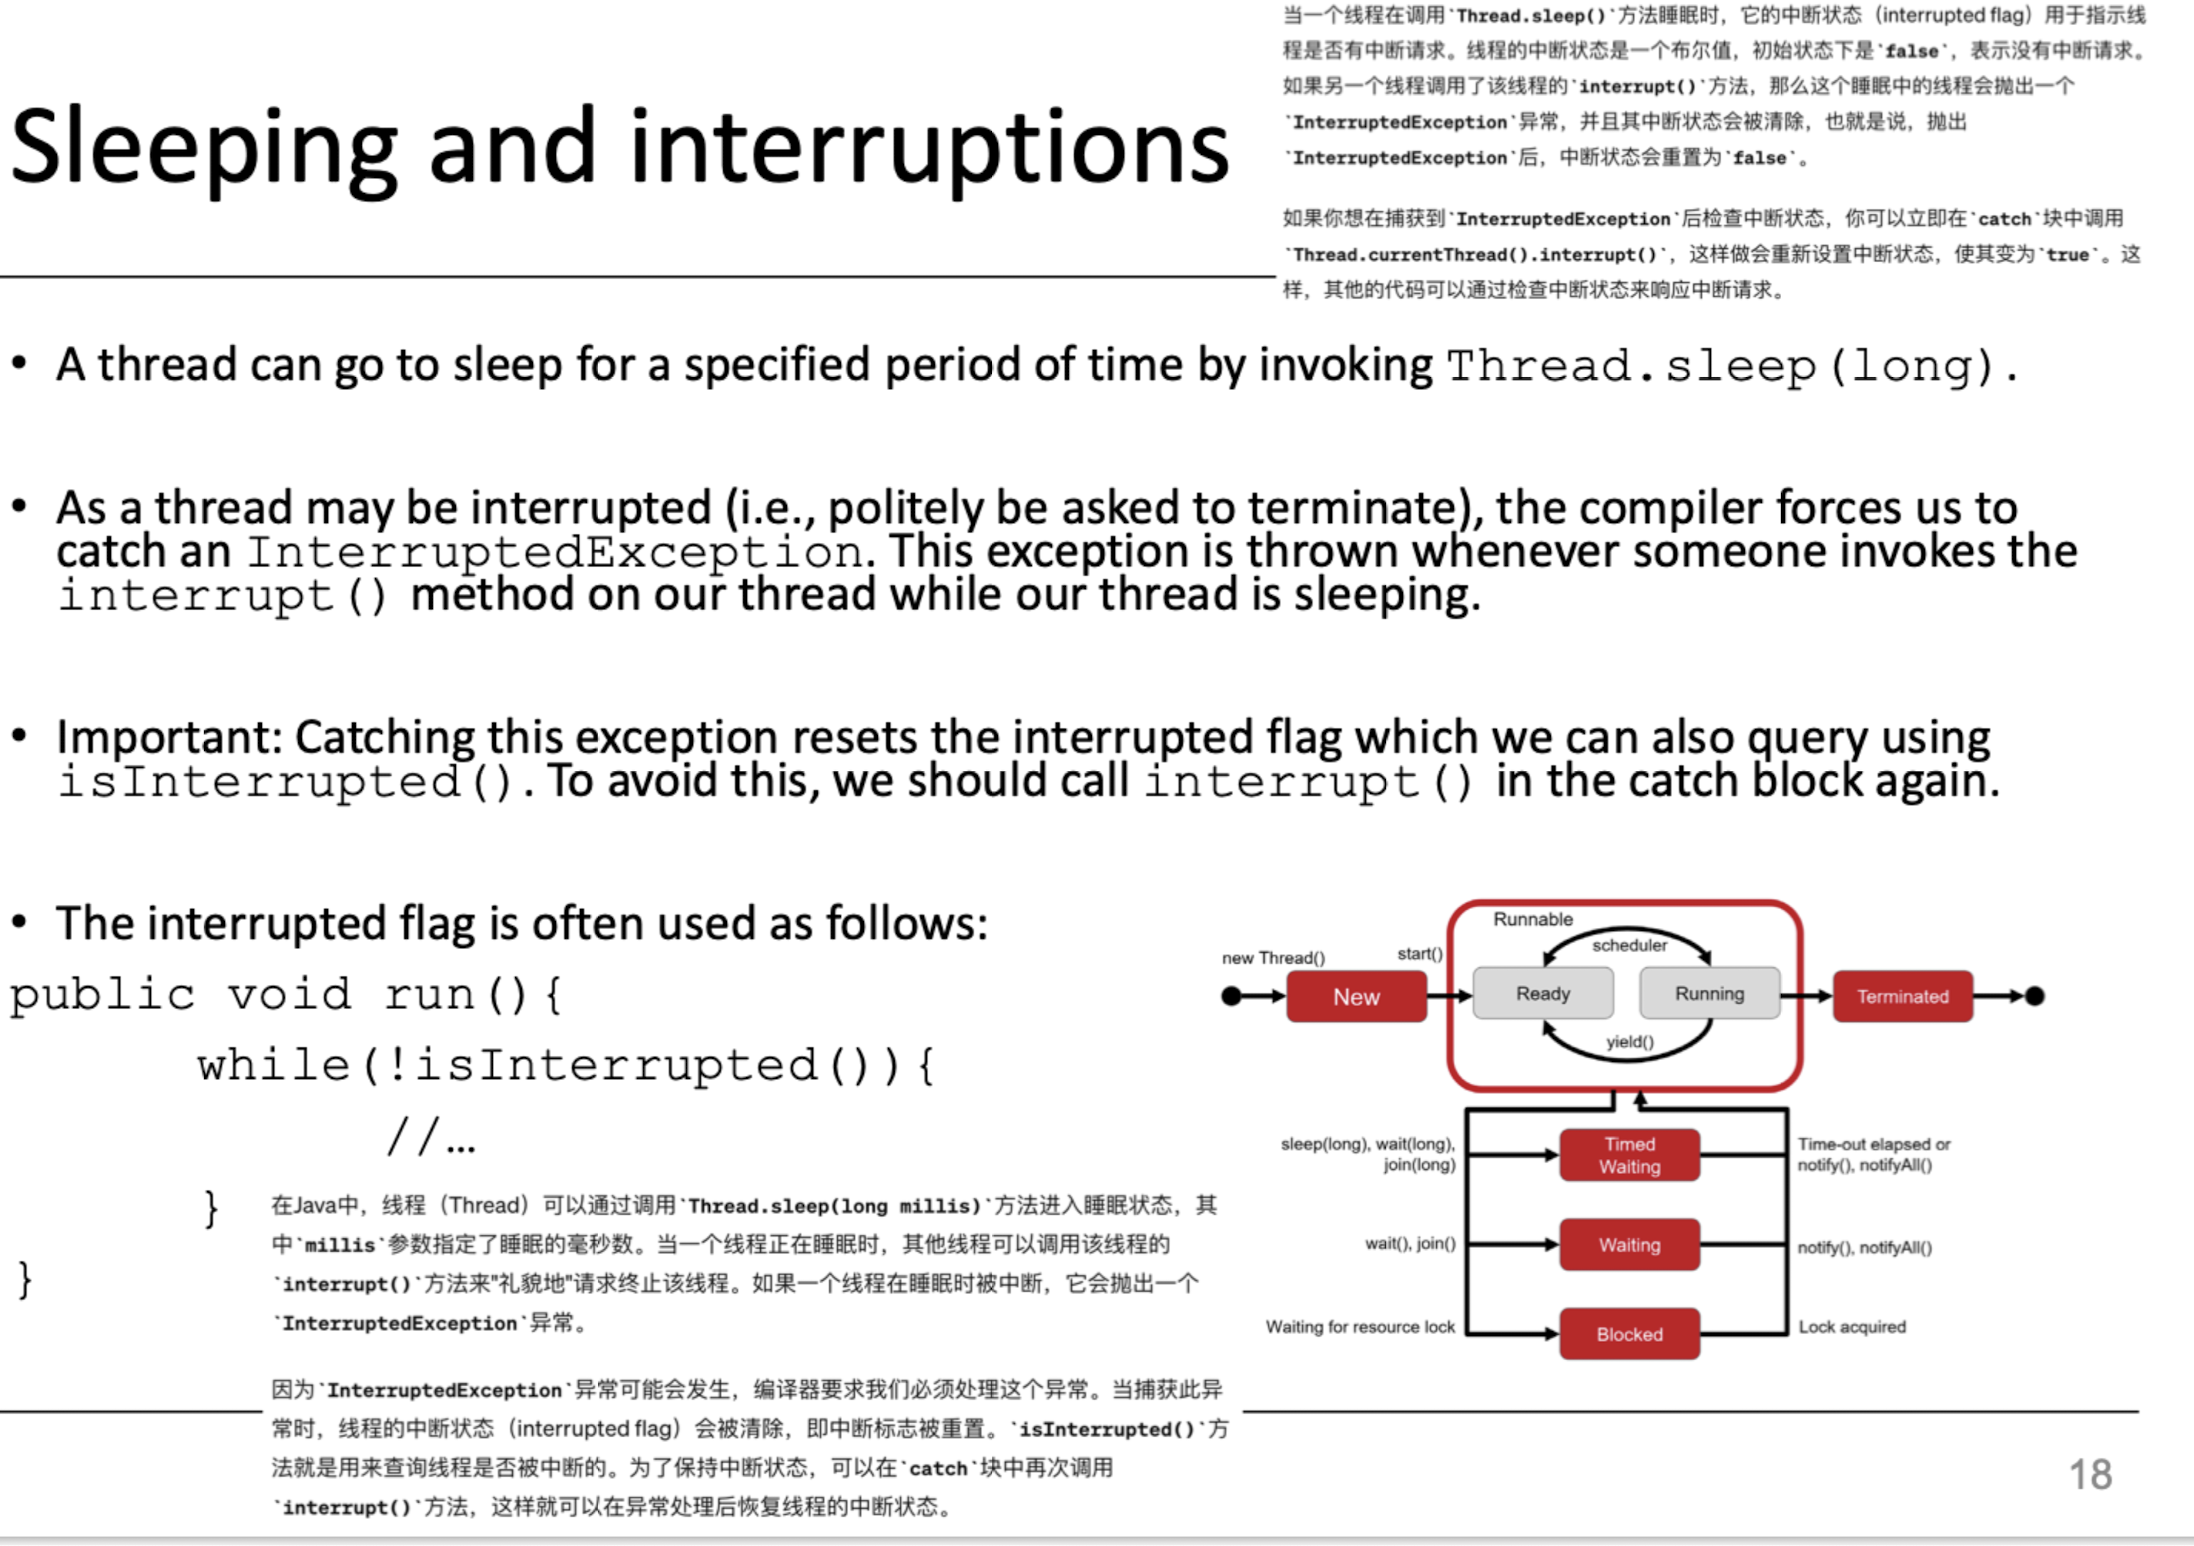 当一个线程在调用`Thread.sleep()`方法睡眠时，它的中断状态（interrupted flag）用于指示线
程是否有中断请求。线程的中断状态是一个布尔值，初始状态下是`false`，表示没有中断请求。
如果另一个线程调用了该线程的`interrupt()`方法，那么这个睡眠中的线程会抛出一个
`InterruptedException`异常，并且其中断状态会被清除，也就是说，抛出
`InterruptedException`后，中断状态会重置为`false`。
如果你想在捕获到`InterruptedException`后检查中断状态，你可以立即在`catch`块中调用
`Thread.currentThread().interrupt()`，这样做会重新设置中断状态，使其变为`true`。这
样，其他的代码可以通过检查中断状态来响应中断请求。
Sleeping and interruptions
• A thread can go to sleep for a specified period of time by invoking Thread.sleep(long).
• As a thread may be interrupted (i.e., politely be asked to terminate), the compiler forces us to
catch an InterruptedException. This exception is thrown whenever someone invokes the
interrupt() method on our thread while our thread is sleeping.
• Important: Catching this exception resets the interrupted flag which we can also query using
isInterrupted(). To avoid this, we should call interrupt() in the catch block again.
• The interrupted flag is often used as follows:
public void run(){
while(!isInterrupted()){
//…
}
}
在Java中，线程（Thread）可以通过调用`Thread.sleep(long millis)`方法进入睡眠状态，其
中`millis`参数指定了睡眠的毫秒数。当一个线程正在睡眠时，其他线程可以调用该线程的
`interrupt()`方法来"礼貌地"请求终止该线程。如果一个线程在睡眠时被中断，它会抛出一个
`InterruptedException`异常。
因为`InterruptedException`异常可能会发生，编译器要求我们必须处理这个异常。当捕获此异
常时，线程的中断状态（interrupted flag）会被清除，即中断标志被重置。`isInterrupted()`方
法就是用来查询线程是否被中断的。为了保持中断状态，可以在`catch`块中再次调用
`interrupt()`方法，这样就可以在异常处理后恢复线程的中断状态。
Runnable
scheduler
new Thread()
start()
New
Ready
Running
Terminated
yield()
sleep(long), wait(long),
join(long)
Timed
Waiting
Time-out elapsed or
notify(), notifyAll()
wait(), join()
Waiting
notify(), notifyAll()
Waiting for resource lock
Blocked
Lock acquired
18